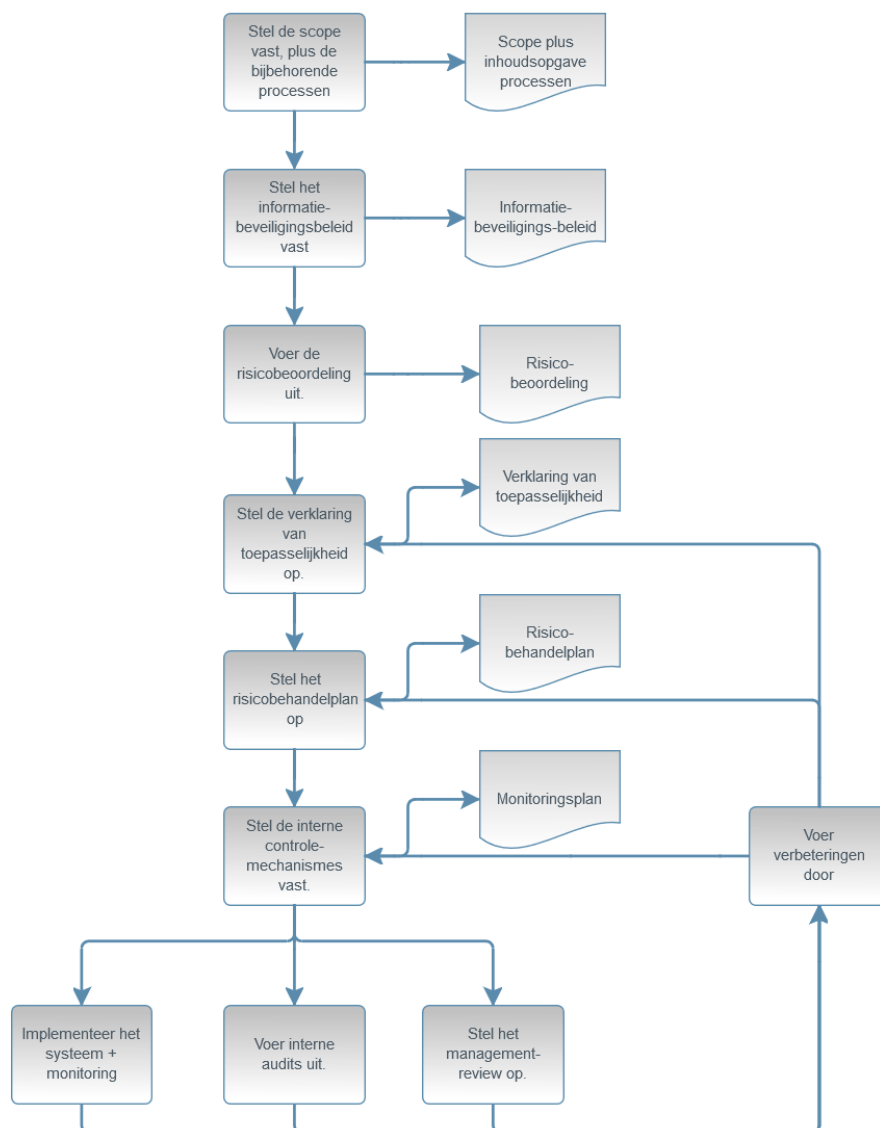 Stel de scope
vast, plus de
bijbehorende
processen
Scope plus
inhoudsopgave
processen
Stel het
informatie-
beveiligingsbeleid
vast
Informatie-
beveiligings-beleid
Voer de
risicobeoordeling
uit.
Risico-
beoordeling
Verklaring van
toepasselijkheid
Stel de verklaring
van
toepasselijkheid
op.
Risico-
behandelplan
Stel het
risicobehandelplan
op
Monitoringsplan
Stel de interne
controle-
mechanismes
vast.
Voer
verbeteringen
door
Implementeer het
systeem +
monitoring
Voer interne
audits uit.
Stel het
management-
review op.